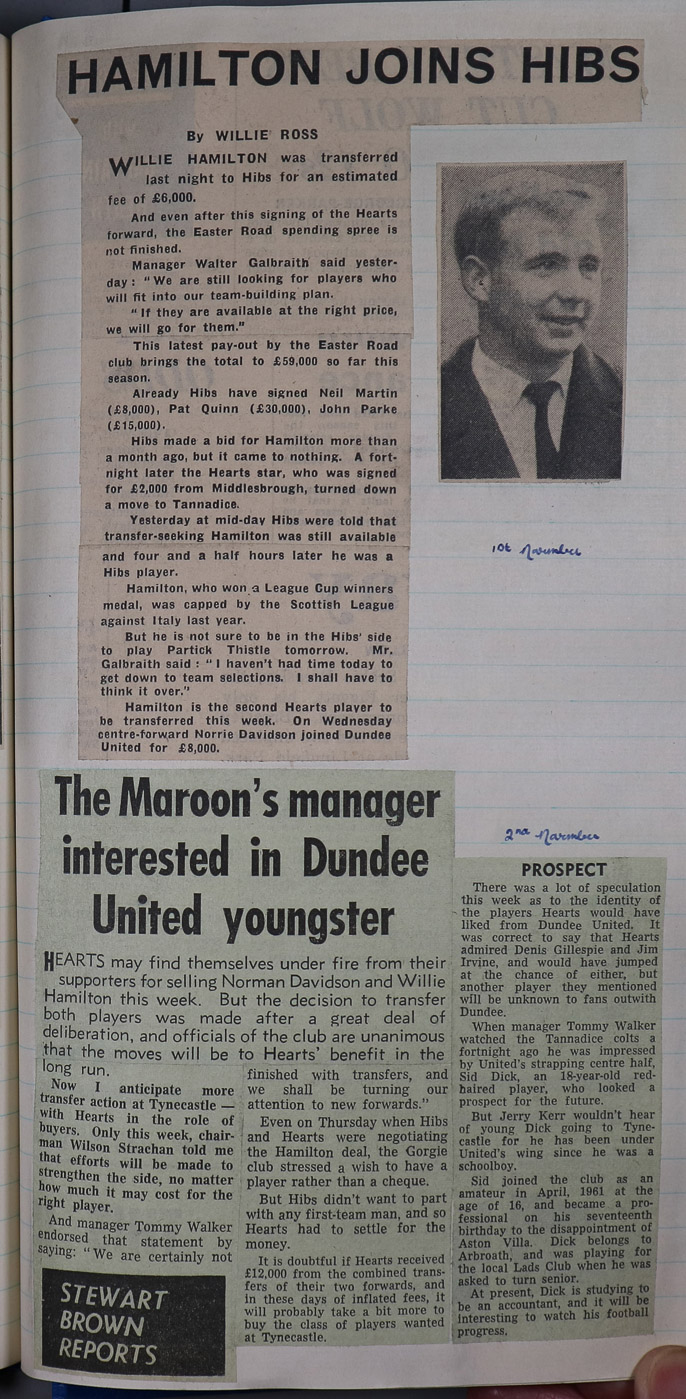 HAMILTON JOINS HIBS
By WILLIE ROSS
WILLIE HAMILTON was transferred
last night to Hibs for an estimated
fee of £6,000.
And even after this signing of the Hearts
forward, the Easter Road spending spree is
not finished.
Manager Walter Galbraith said yester-
day : “We are still looking for players who
will fit into our team-building plan.
“If they are available at the right price,
we will go for them.”
This latest pay-out by the Easter Road
club brings the total to £59,000 so far this
season.
Already Hibs have signed Neil Martin
(£8,000), Pat Quinn (£30,000), John Parke
(£15,000).
Hibs made a bid for Hamilton more than
a month ago, but it came to nothing. A fort-
night later the Hearts star, who was signed
for £2,000 from Middlesbrough, turned down
a move to Tannadice.
Yesterday at mid-day Hibs were told that
transfer-seeking Hamilton was still available
and four and a half hours later he was a
Hibs player.
Hamilton, who won a League Cup winners
medal, was capped by the Scottish League
against Italy last year.
But he is not sure to be in the Hibs' side
to play Partick Thistle tomorrow. Mr.
Galbraith said : “I haven't had time today to
get down to team selections. I shall have to
think it over.”
Hamilton is the second Hearts player to
be transferred this week. On Wednesday
centre-forward Norrie Davidson joined Dundee
United for £8,000.
1st November
The Maroon's manager
interested in Dundee
United youngster
HEARTS may find themselves under fire from their
supporters for selling Norman Davidson and Willie
Hamilton this week. But the decision to transfer
both players was made after a great deal of
deliberation, and officials of the club are unanimous
that the moves will be to Hearts' benefit in the
long run.
Now I anticipate more
transfer action at Tynecastle —
with Hearts in the role of
buyers. Only this week, chair-
man Wilson Strachan told me
that efforts will be made to
strengthen the side, no matter
how much it may cost for the
right player.
And manager Tommy Walker
endorsed that statement by
saying: “We are certainly not
STEWART
BROWN
REPORTS
finished with transfers, and
we shall be turning our
attention to new forwards.”
Even on Thursday when Hibs
and Hearts were negotiating
the Hamilton deal, the Gorgie
club stressed a wish to have a
player rather than a cheque.
But Hibs didn't want to part
with any first-team man, and so
Hearts had to settle for the
money.
It is doubtful if Hearts received
£12,000 from the combined trans-
fers of their two forwards, and
in these days of inflated fees, it
will probably take a bit more to
buy the class of players wanted
at Tynecastle.
2nd November
PROSPECT
There was a lot of speculation
this week as to the identity of
the players Hearts would have
liked from Dundee United. It
was correct to say that Hearts
admired Denis Gillespie and Jim
Irvine, and would have jumped
at the chance of either, but
another player they mentioned
will be unknown to fans outwith
Dundee.
When manager Tommy Walker
watched the Tannadice colts a
fortnight ago he was impressed
by United's strapping centre half,
Sid Dick, an 18-year-old red-
haired player, who looked a
prospect for the future.
But Jerry Kerr wouldn't hear
of young Dick going to Tyne-
castle for he has been under
United's wing since he was a
schoolboy.
Sid joined the club as an
amateur in April, 1961 at the
age of 16, and became a pro-
fessional on his seventeenth
birthday to the disappointment of
Aston Villa. Dick belongs to
Arbroath, and was playing for
the local Lads Club when he was
asked to turn senior.
At present, Dick is studying to
be an accountant, and it will be
interesting to watch his football
progress.